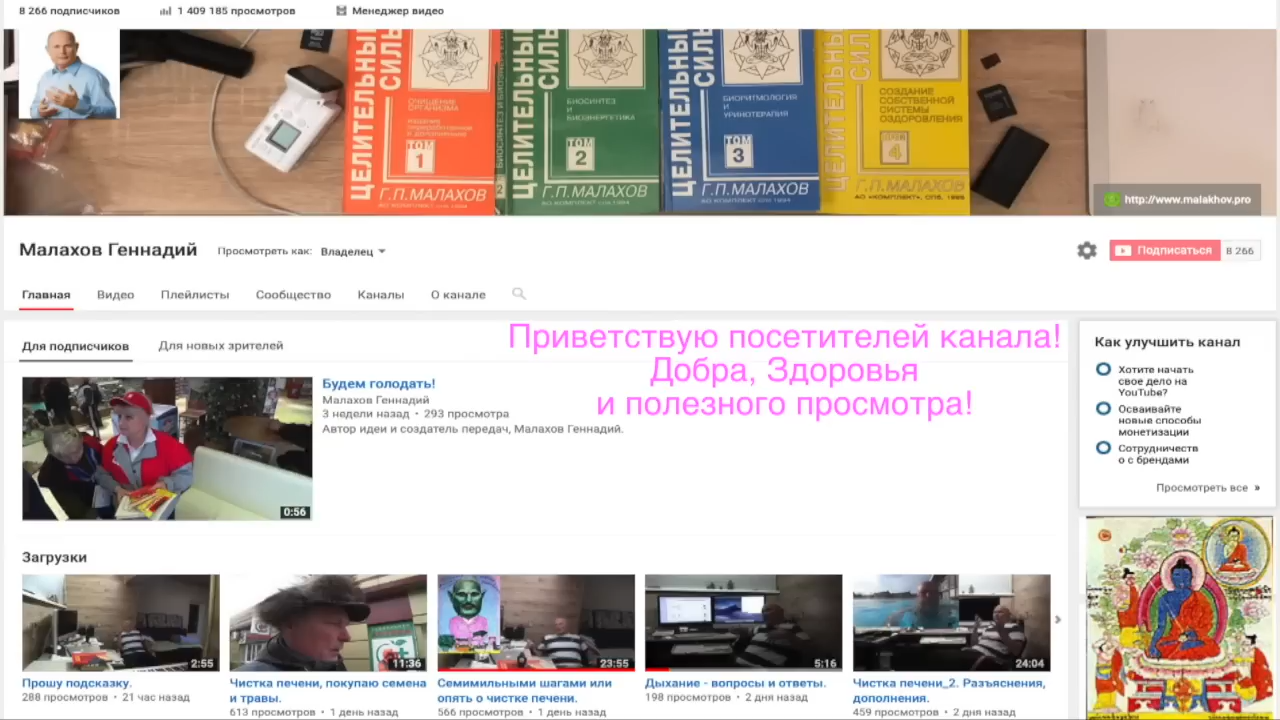 8 266 подписчиков
1 409 185 просмотров
Менеджер видео
ЦЕЛИТЕЛЬНЫЕ СИЛЫ
ОЧИЩЕНИЕ
ОРГАНИЗМА
ТОМ
1
Г.П.МАЛАХОВ
ЦЕЛИТЕЛЬНЫЕ СИЛЫ
БИОСИНТЕЗ
И
БИОЭНЕРГЕТИКА
ТОМ
2
Г.П.МАЛАХОВ
ЦЕЛИТЕЛЬНЫЕ СИЛЫ
БИОРИТМОЛОГИЯ
И
УРИНОТЕРАПИЯ
ТОМ
3
Г.П.МАЛАХОВ
ЦЕЛИТЕЛЬНЫЕ СИЛЫ
СОЗДАНИЕ
СОБСТВЕННОЙ
СИСТЕМЫ
ОЗДОРОВЛЕНИЯ
ТОМ
4
Г.П.МАЛАХОВ
http://www.malakhov.pro
Малахов Геннадий
Просмотреть как: Владелец
Подписаться 8 266
Главная Видео Плейлисты Сообщество Каналы О канале
Для подписчиков Для новых зрителей
Приветствую посетителей канала!
Добра, Здоровья
и полезного просмотра!
Будем голодать!
Малахов Геннадий
3 недели назад • 293 просмотра
Автор идеи и создатель передач, Малахов Геннадий.
0:56
Как улучшить канал
Хотите начать
свое дело на
YouTube?
Осваивайте
новые способы
монетизации
Сотрудничеств
о с брендами
Просмотреть все »
Загрузки
2:55
Прошу подсказку.
288 просмотров • 21 час назад
11:36
Чистка печени, покупаю семена
и травы.
613 просмотров • 1 день назад
23:55
Семимильными шагами или
опять о чистке печени.
566 просмотров • 1 день назад
5:16
Дыхание - вопросы и ответы.
198 просмотров • 2 дня назад
24:04
Чистка печени_2. Разъяснения,
дополнения.
459 просмотров • 2 дня назад